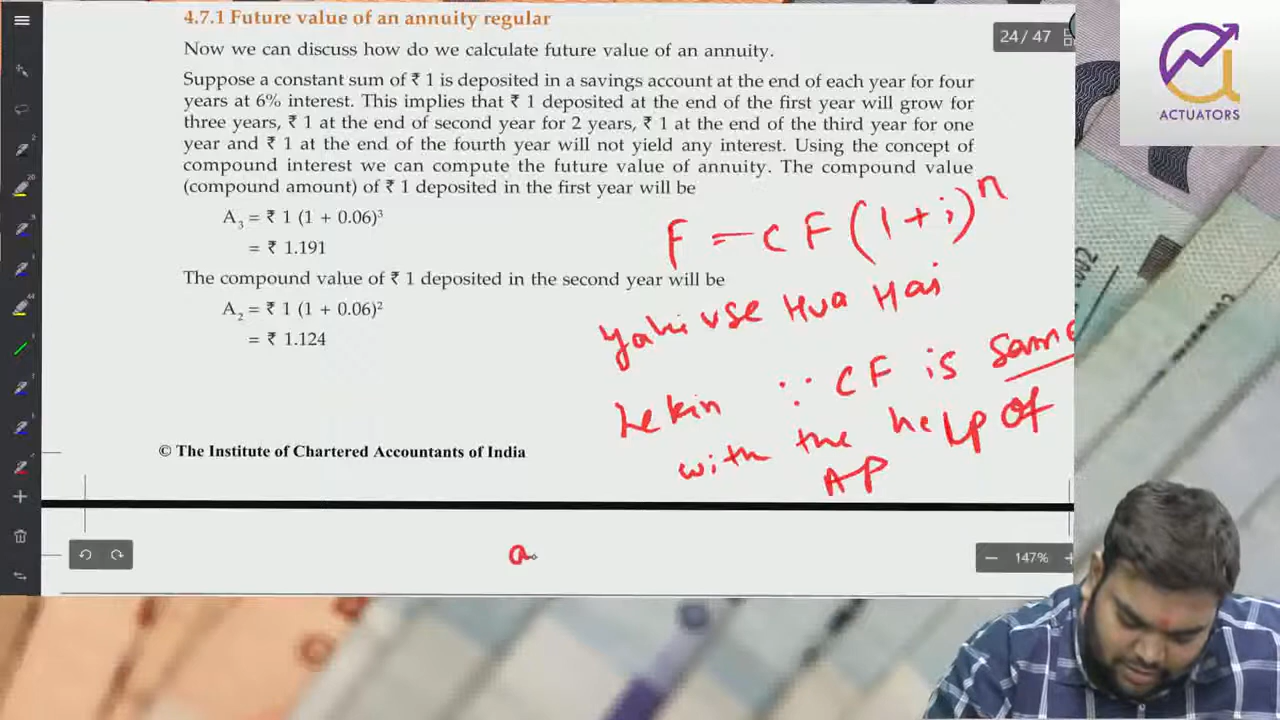 4.7.1 Future value of an annuity regular
Now we can discuss how do we calculate future value of an annuity.
Suppose a constant sum of ₹ 1 is deposited in a savings account at the end of each year for four
years at 6% interest. This implies that ₹ 1 deposited at the end of the first year will grow for
three years, ₹ 1 at the end of second year for 2 years, ₹ 1 at the end of the third year for one
year and ₹ 1 at the end of the fourth year will not yield any interest. Using the concept of
compound interest we can compute the future value of annuity. The compound value
(compound amount) of ₹ 1 deposited in the first year will be
A₃ = ₹ 1 (1 + 0.06)³
= ₹ 1.191
The compound value of ₹ 1 deposited in the second year will be
A₂ = ₹ 1 (1 + 0.06)²
= ₹ 1.124
© The Institute of Chartered Accountants of India
F = CF (1+i)ⁿ
Yahi use Hua Hai
Lekin ∵ CF is same
with the help of
AP
a
24 / 47
147%
ACTUATORS